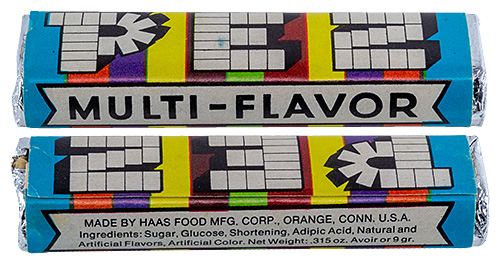 PEZ
MULTI-FLAVOR
MADE BY HAAS FOOD MFG. CORP., ORANGE, CONN. U.S.A.
Ingredients: Sugar, Glucose, Shortening, Adipic Acid, Natural and
Artificial Flavors, Artificial Color. Net Weight: .315 oz. Avoir or 9 gr.